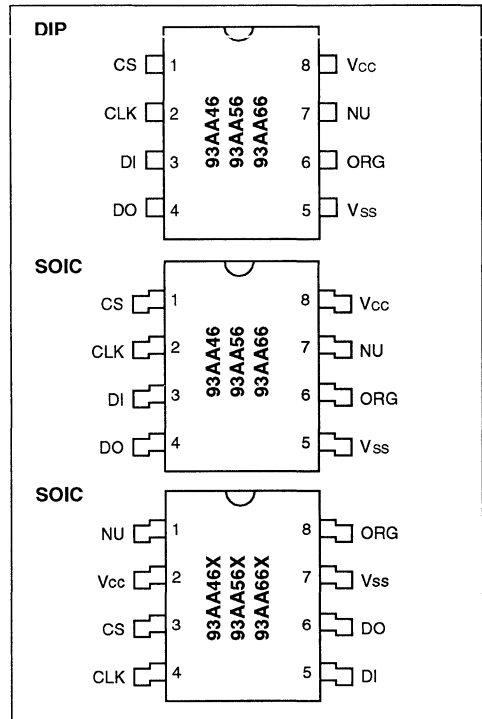 DIP
CS 1 8 Vcc
CLK 2 7 NU
DI 3 6 ORG
DO 4 5 Vss
93AA46
93AA56
93AA66
SOIC
CS 1 8 Vcc
CLK 2 7 NU
DI 3 6 ORG
DO 4 5 Vss
93AA46
93AA56
93AA66
SOIC
NU 1 8 ORG
Vcc 2 7 Vss
CS 3 6 DO
CLK 4 5 DI
93AA46X
93AA56X
93AA66X